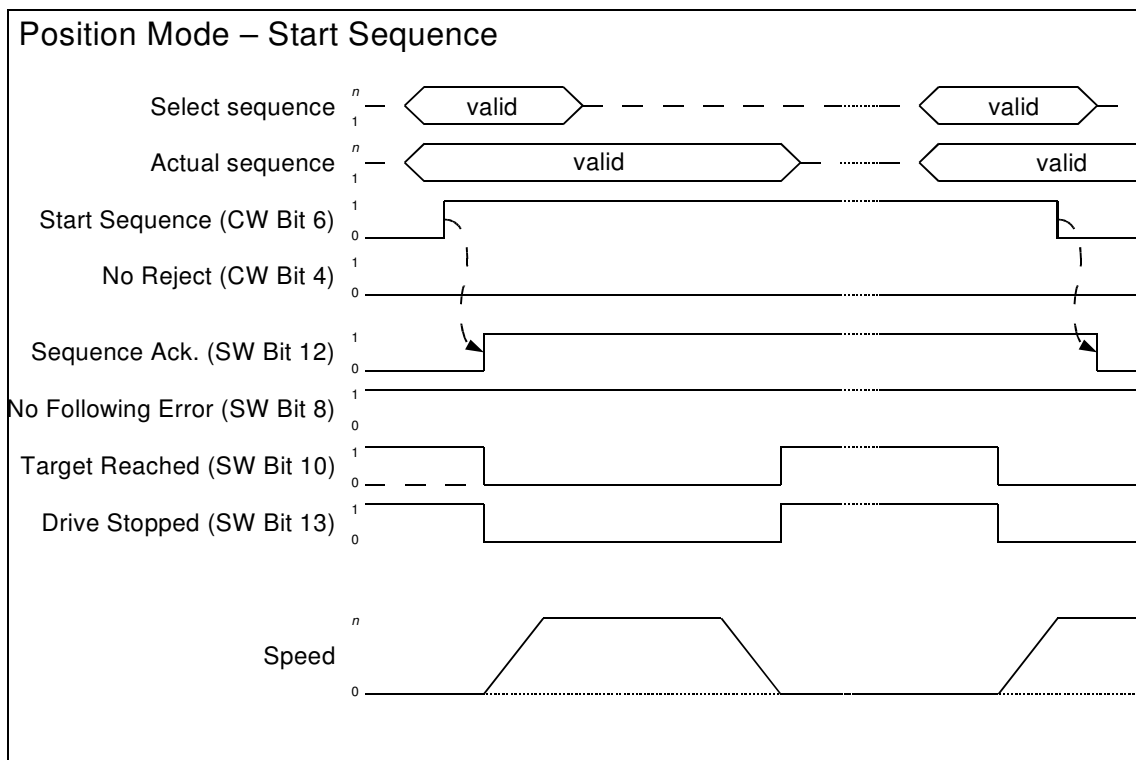 Position Mode – Start Sequence
Select sequence n 1 valid valid
Actual sequence n 1 valid valid
Start Sequence (CW Bit 6) 1 0
No Reject (CW Bit 4) 1 0
Sequence Ack. (SW Bit 12) 1 0
No Following Error (SW Bit 8) 1 0
Target Reached (SW Bit 10) 1 0
Drive Stopped (SW Bit 13) 1 0
Speed n 0